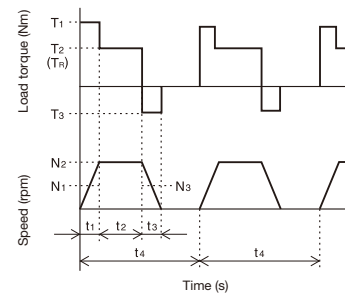 Load torque (Nm)
T1
T2
(TR)
T3
Speed (rpm)
N2
N1
N3
t1 t2 t3
t4 t4
Time (s)